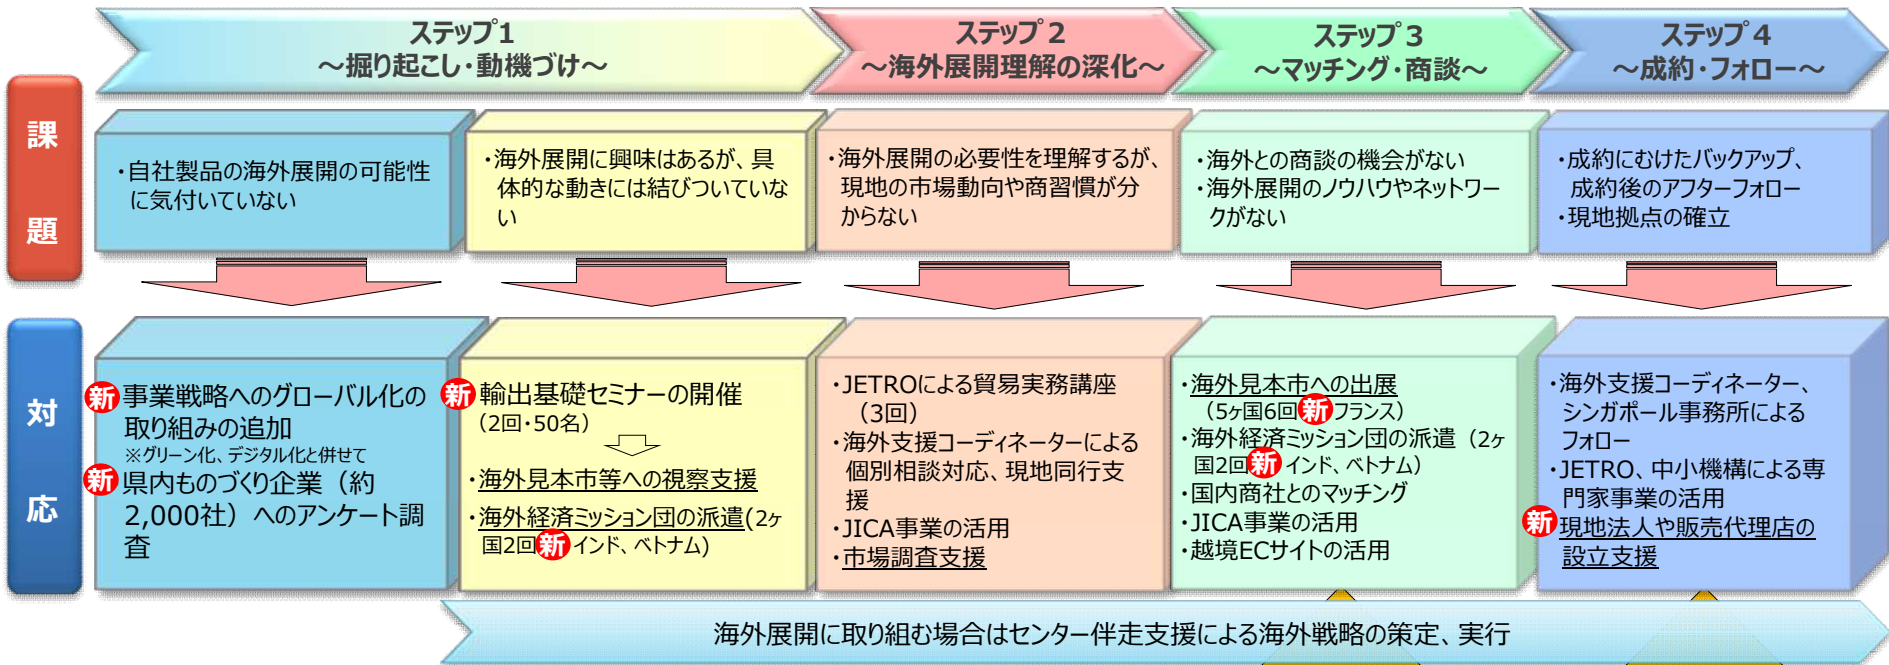 ステップ1
～掘り起こし・動機づけ～
ステップ2
～海外展開理解の深化～
ステップ3
～マッチング・商談～
ステップ4
～成約・フォロー～
課
題
・自社製品の海外展開の可能性
に気付いていない
・海外展開に興味はあるが、具
体的な動きには結びついていな
い
・海外展開の必要性を理解するが、
現地の市場動向や商習慣が分
からない
・海外との商談の機会がない
・海外展開のノウハウやネットワー
クがない
・成約にむけたバックアップ、
成約後のアフターフォロー
・現地拠点の確立
対
応
新 事業戦略へのグローバル化の
取り組みの追加
※グリーン化、デジタル化と併せて
新 県内ものづくり企業（約
2,000社）へのアンケート調
査
新 輸出基礎セミナーの開催
（2回・50名）
・海外見本市等への視察支援
・海外経済ミッション団の派遣(2ヶ
国2回 新 インド、ベトナム)
・JETROによる貿易実務講座
（3回）
・海外支援コーディネーターによる
個別相談対応、現地同行支
援
・JICA事業の活用
・市場調査支援
・海外見本市への出展
（5ヶ国6回 新 フランス）
・海外経済ミッション団の派遣（2ヶ
国2回 新 インド、ベトナム）
・国内商社とのマッチング
・JICA事業の活用
・越境ECサイトの活用
・海外支援コーディネーター、
シンガポール事務所による
フォロー
・JETRO、中小機構による専
門家事業の活用
新 現地法人や販売代理店の
設立支援
海外展開に取り組む場合はセンター伴走支援による海外戦略の策定、実行